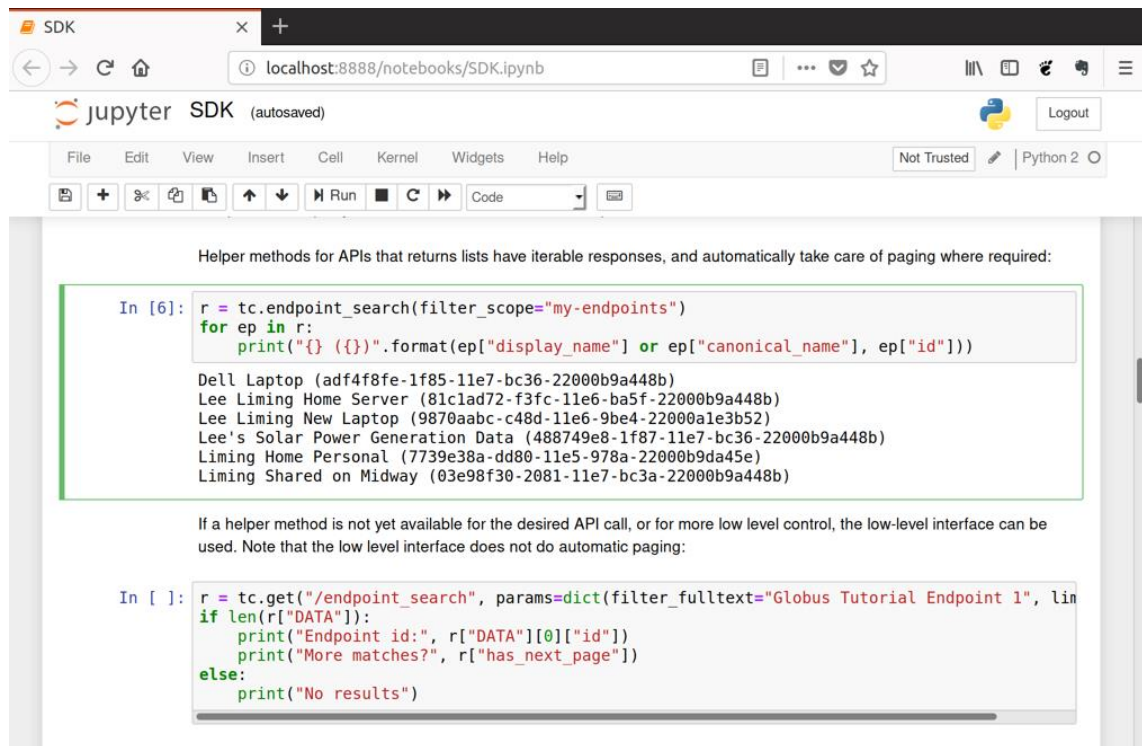 SDK
localhost:8888/notebooks/SDK.ipynb
jupyter SDK (autosaved)
Logout
File Edit View Insert Cell Kernel Widgets Help
Not Trusted Python 2
Run Code
Helper methods for APIs that returns lists have iterable responses, and automatically take care of paging where required:
In [6]: r = tc.endpoint_search(filter_scope="my-endpoints")
for ep in r:
    print("{} ({})".format(ep["display_name"] or ep["canonical_name"], ep["id"]))
Dell Laptop (adf4f8fe-1f85-11e7-bc36-22000b9a448b)
Lee Liming Home Server (81c1ad72-f3fc-11e6-ba5f-22000b9a448b)
Lee Liming New Laptop (9870aabc-c48d-11e6-9be4-22000a1e3b52)
Lee's Solar Power Generation Data (488749e8-1f87-11e7-bc36-22000b9a448b)
Liming Home Personal (7739e38a-dd80-11e5-978a-22000b9da45e)
Liming Shared on Midway (03e98f30-2081-11e7-bc3a-22000b9a448b)
If a helper method is not yet available for the desired API call, or for more low level control, the low-level interface can be
used. Note that the low level interface does not do automatic paging:
In [ ]: r = tc.get("/endpoint_search", params=dict(filter_fulltext="Globus Tutorial Endpoint 1", lim
if len(r["DATA"]):
    print("Endpoint id:", r["DATA"][0]["id"])
    print("More matches?", r["has_next_page"])
else:
    print("No results")